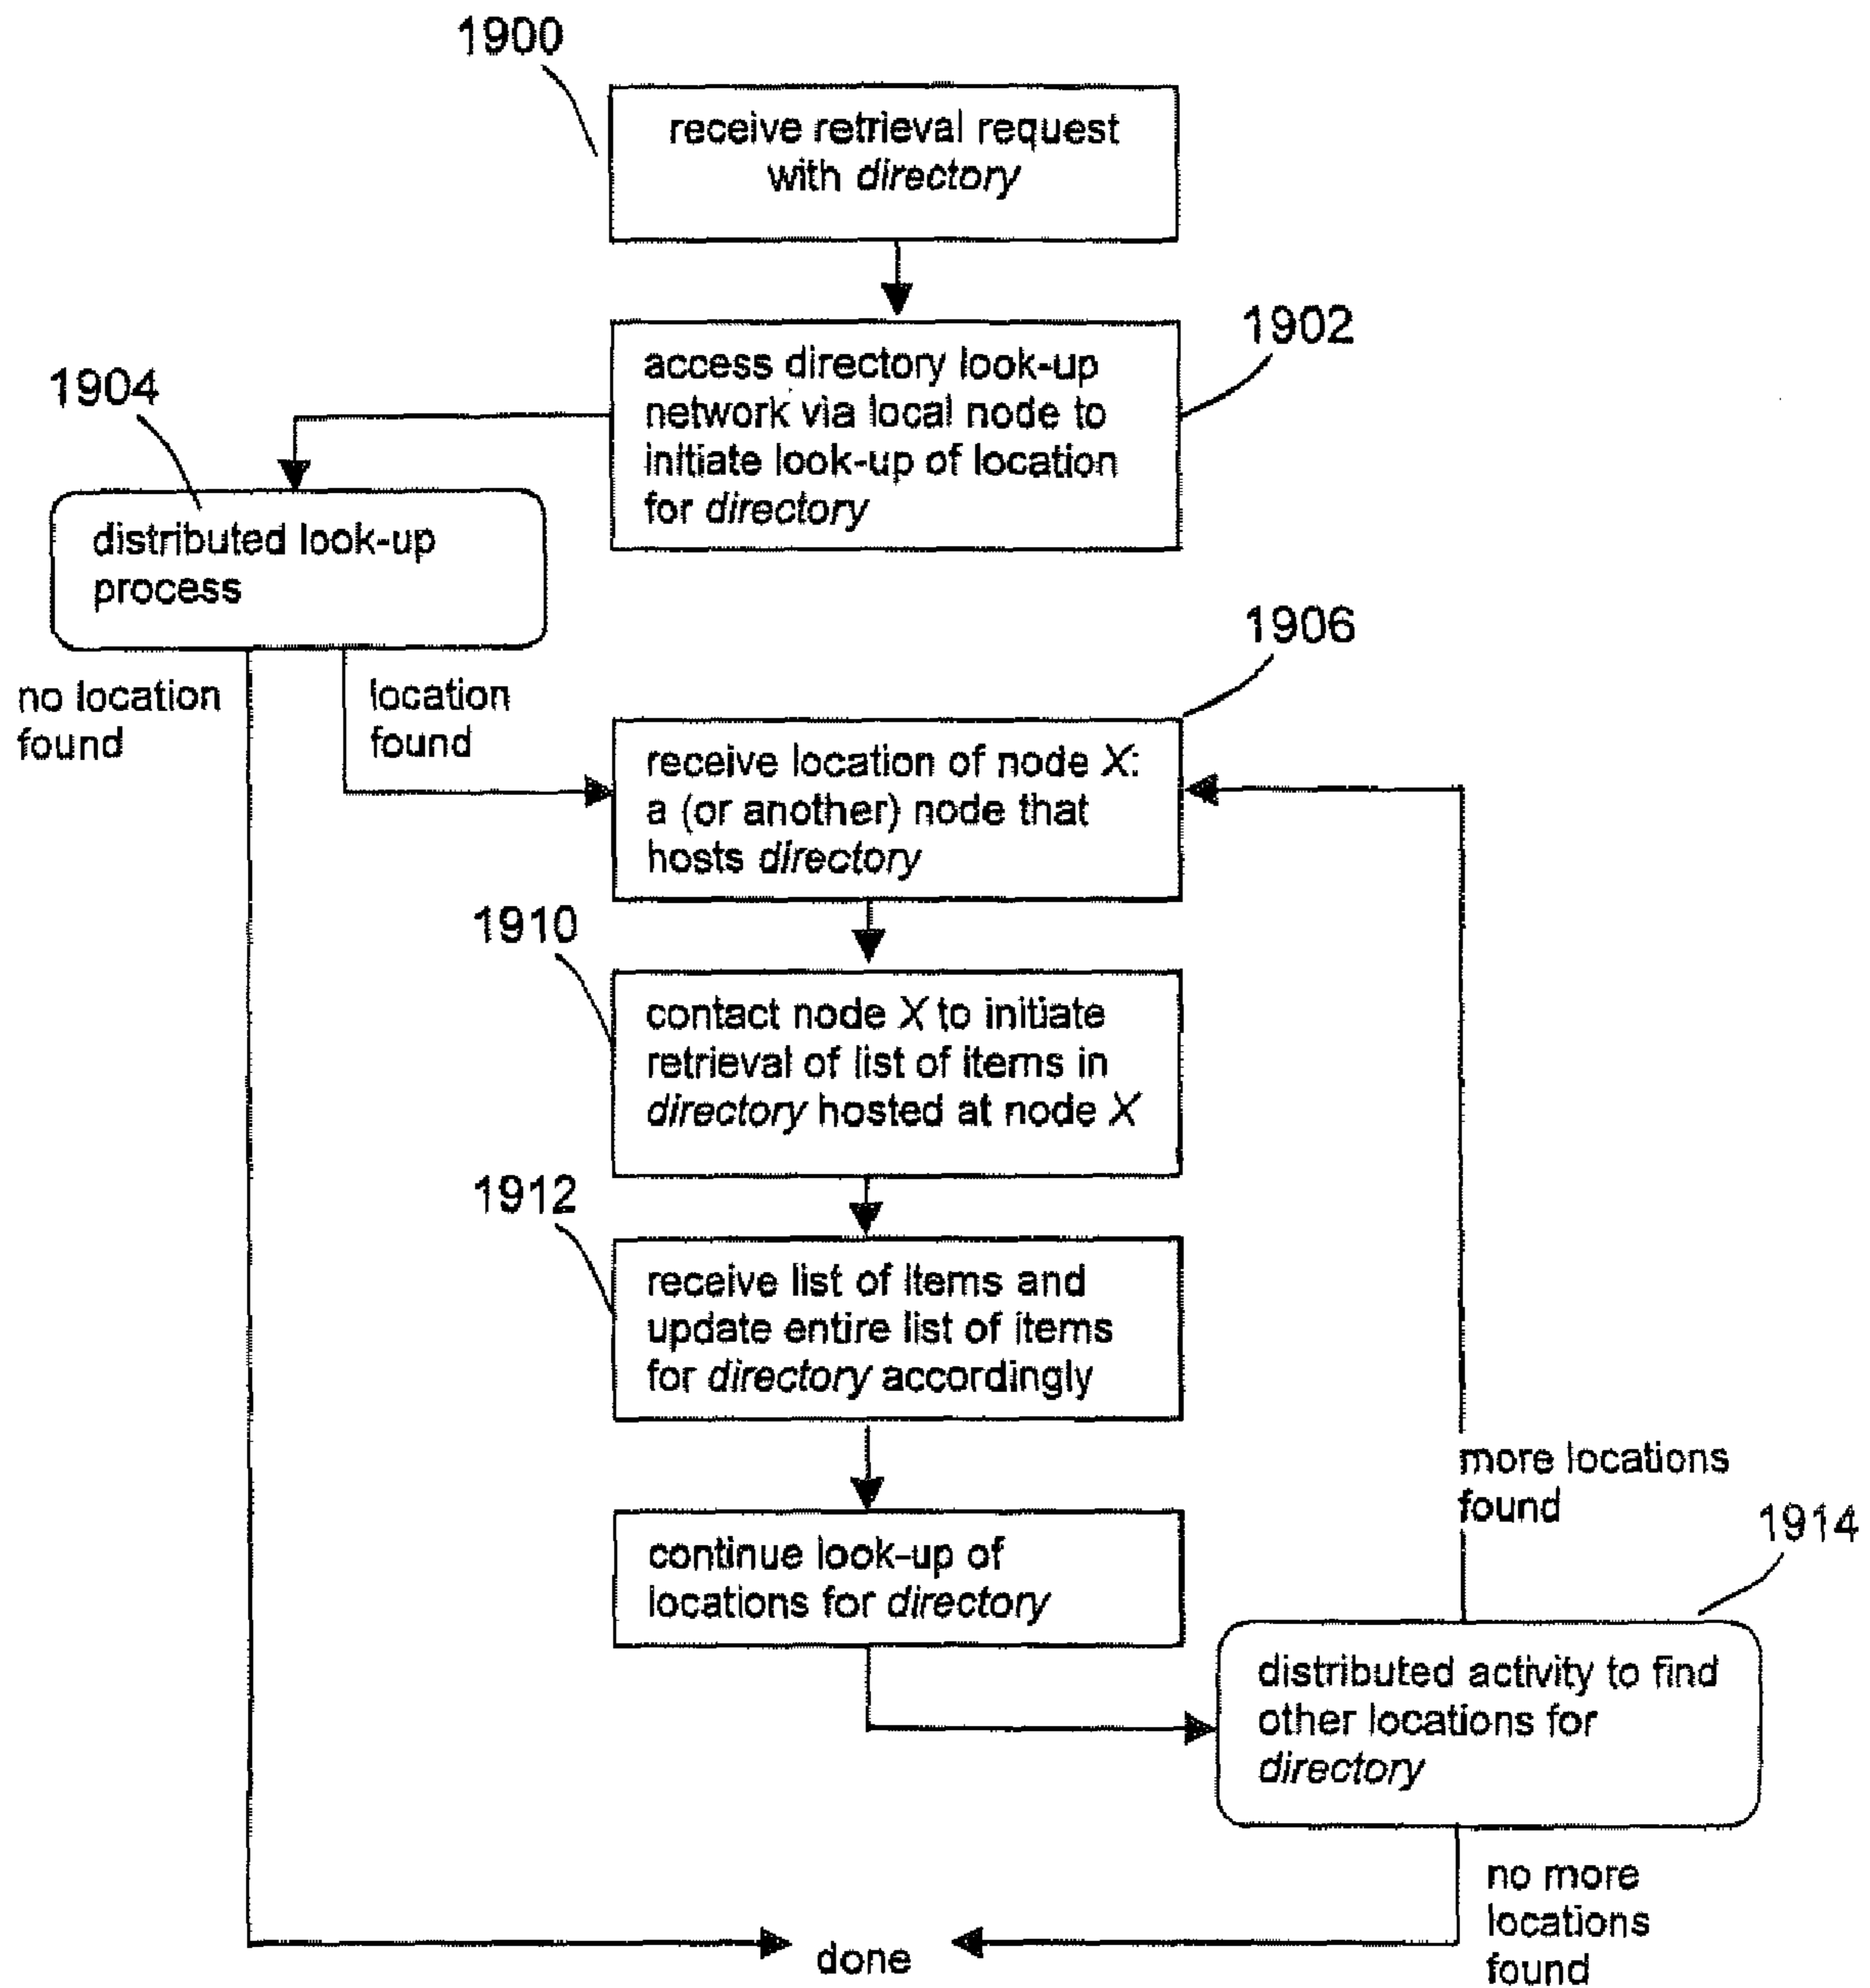 1900
receive retrieval request
with directory
1902
access directory look-up
network via local node to
initiate look-up of location
for directory
1904
distributed look-up
process
no location
found
location
found
1906
receive location of node X:
a (or another) node that
hosts directory
1910
contact node X to initiate
retrieval of list of items in
directory hosted at node X
1912
receive list of items and
update entire list of items
for directory accordingly
continue look-up of
locations for directory
more locations
found
1914
distributed activity to find
other locations for
directory
no more
locations
found
done